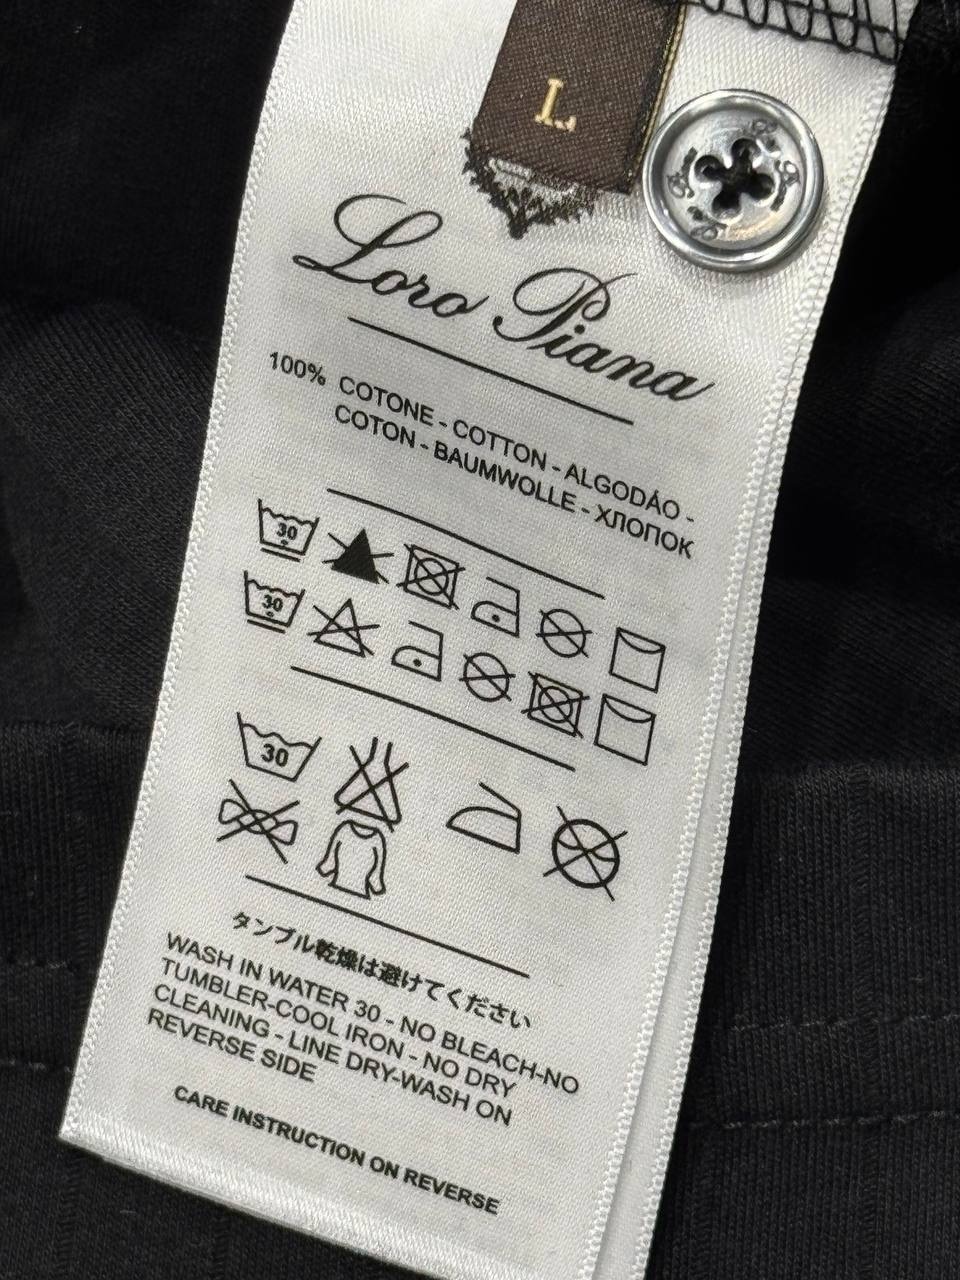 L
Loro Piana
100% COTONE - COTTON - ALGODÁO -
COTON - BAUMWOLLE - ХЛОПОК
30
30
30
タンブル乾燥は避けてください
WASH IN WATER 30 - NO BLEACH-NO
TUMBLER-COOL IRON - NO DRY
CLEANING - LINE DRY-WASH ON
REVERSE SIDE
CARE INSTRUCTION ON REVERSE